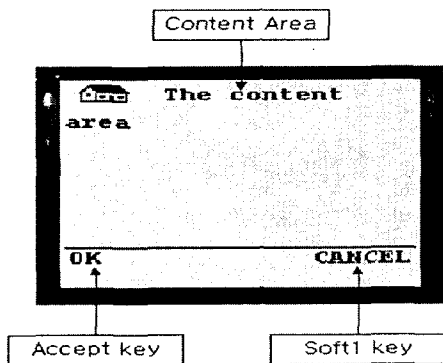 Content Area
The content
area
OK CANCEL
Accept key Soft1 key